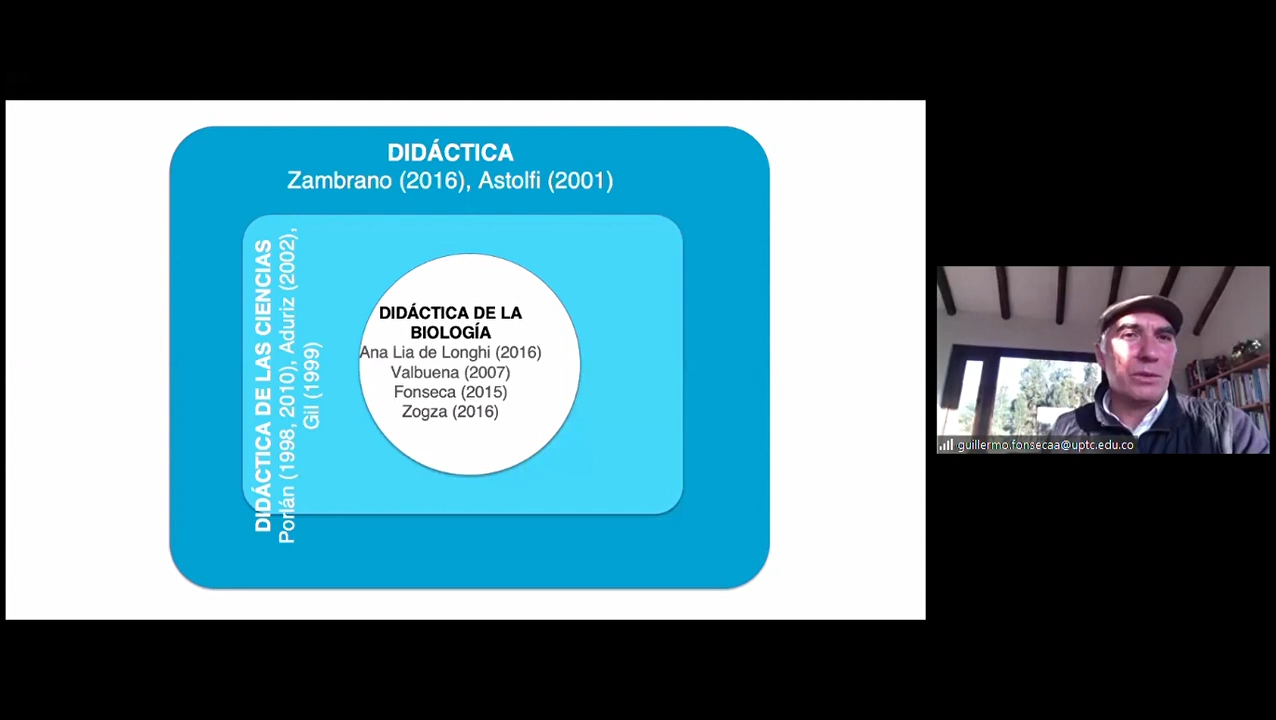 DIDÁCTICA
Zambrano (2016), Astolfi (2001)
DIDÁCTICA DE LAS CIENCIAS
Porlán (1998, 2010), Aduriz (2002),
Gil (1999)
DIDÁCTICA DE LA
BIOLOGÍA
Ana Lia de Longhi (2016)
Valbuena (2007)
Fonseca (2015)
Zogza (2016)
guillermo.fonsecaa@uptc.edu.co